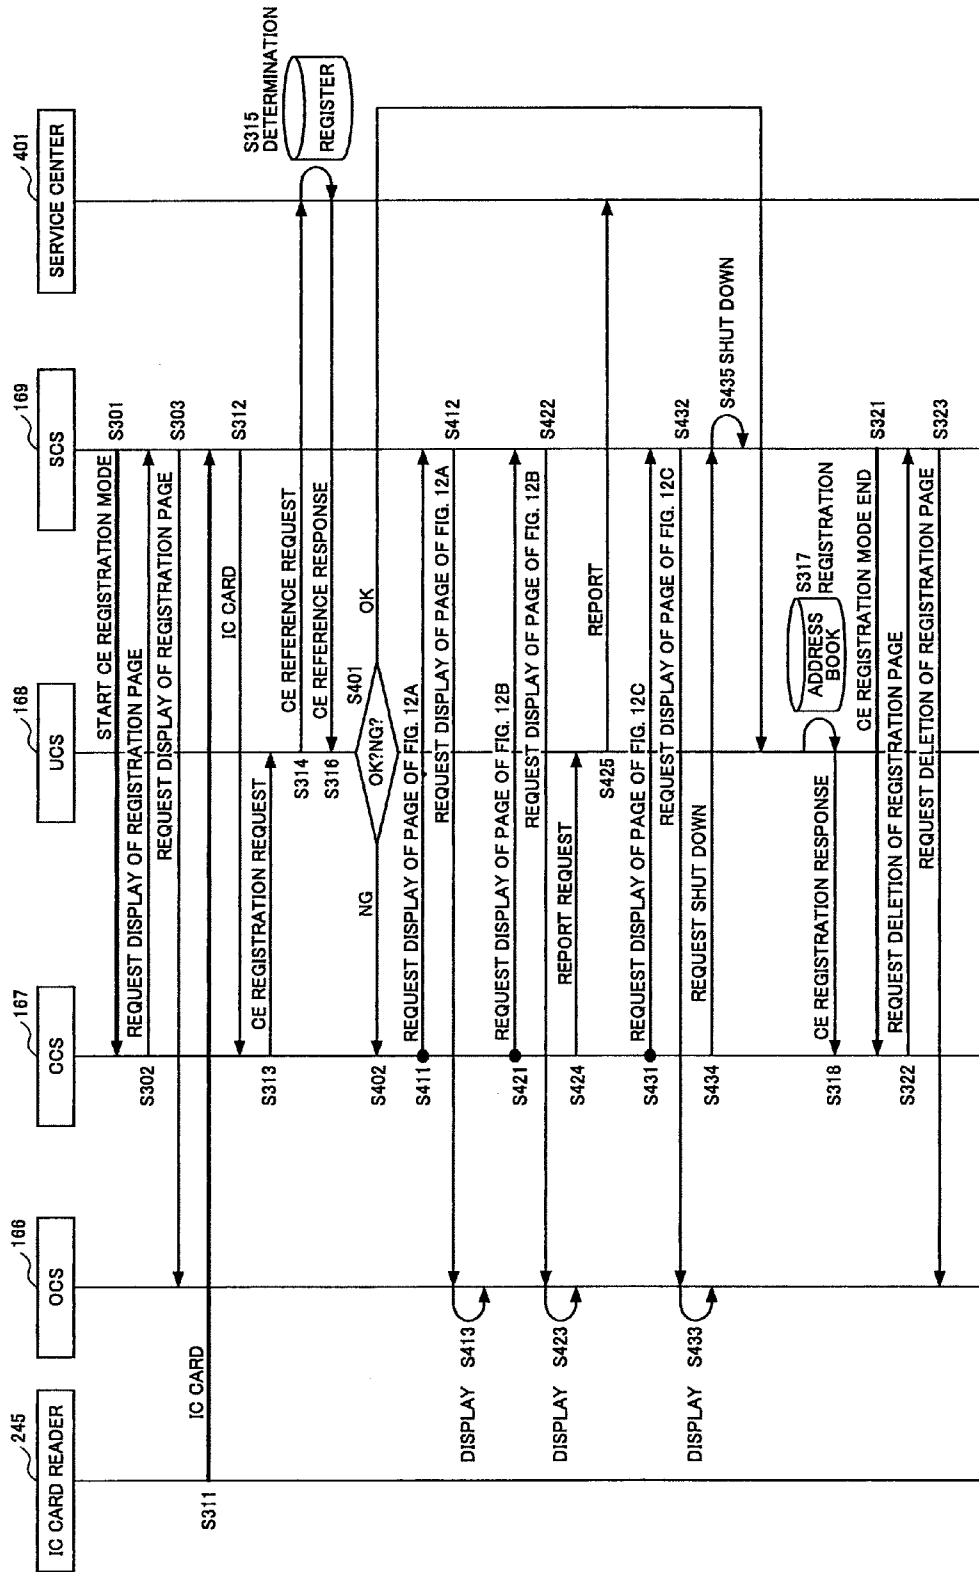 IC CARD READER
245
OCS
166
CCS
167
UCS
168
SCS
169
SERVICE CENTER
401
START CE REGISTRATION MODE
S301
S302
REQUEST DISPLAY OF REGISTRATION PAGE
REQUEST DISPLAY OF REGISTRATION PAGE
S303
S311
IC CARD
IC CARD
S312
S313
CE REGISTRATION REQUEST
S314
CE REFERENCE REQUEST
S315
DETERMINATION
REGISTER
S316
CE REFERENCE RESPONSE
S401
OK?NG?
OK
NG
S402
S411
REQUEST DISPLAY OF PAGE OF FIG. 12A
REQUEST DISPLAY OF PAGE OF FIG. 12A
S412
DISPLAY S413
S421
REQUEST DISPLAY OF PAGE OF FIG. 12B
REQUEST DISPLAY OF PAGE OF FIG. 12B
S422
DISPLAY S423
S424
REPORT REQUEST
S425
REPORT
S431
REQUEST DISPLAY OF PAGE OF FIG. 12C
REQUEST DISPLAY OF PAGE OF FIG. 12C
S432
DISPLAY S433
S434
REQUEST SHUT DOWN
S435 SHUT DOWN
ADDRESS
BOOK
S317
REGISTRATION
S318
CE REGISTRATION RESPONSE
CE REGISTRATION MODE END
S321
S322
REQUEST DELETION OF REGISTRATION PAGE
REQUEST DELETION OF REGISTRATION PAGE
S323